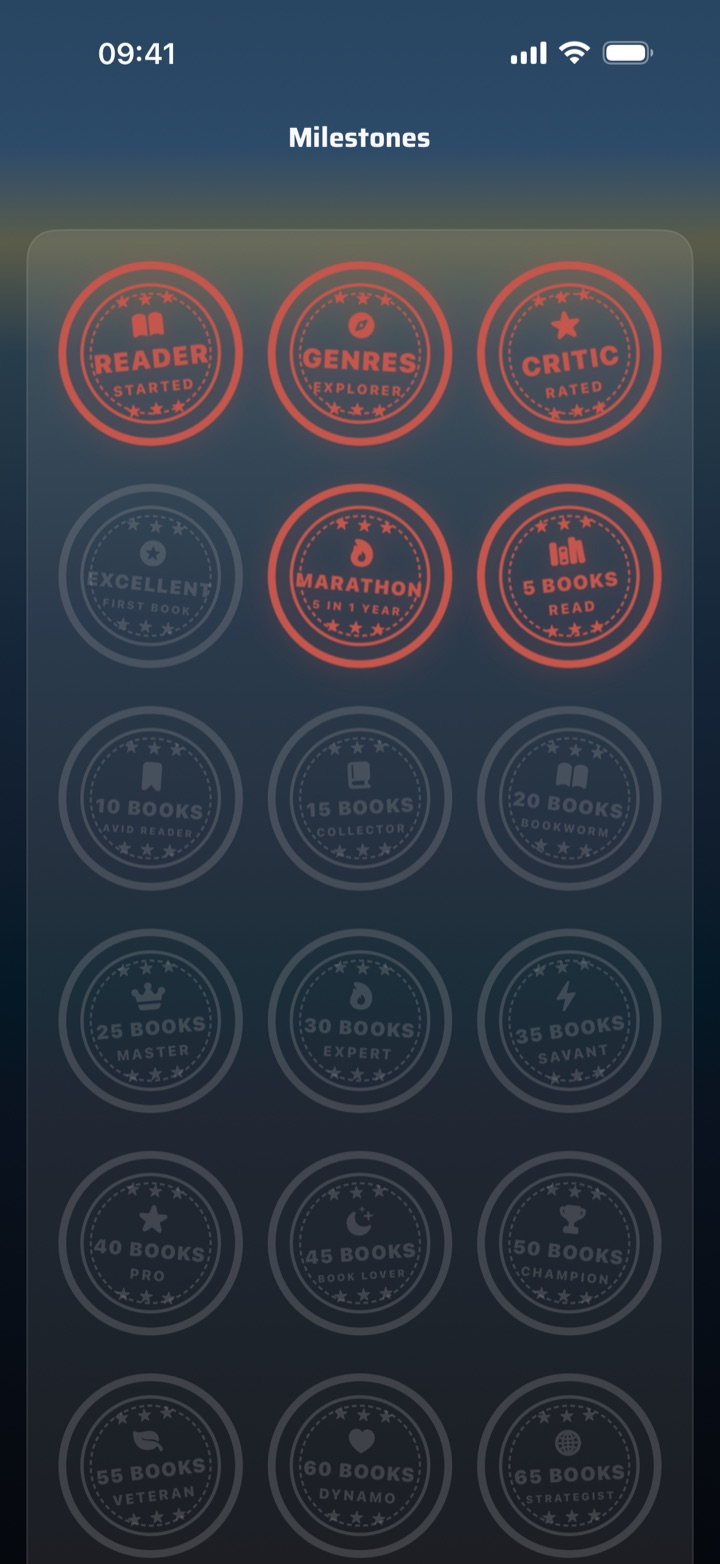 09:41
Milestones
READER
STARTED
GENRES
EXPLORER
CRITIC
RATED
EXCELLENT
FIRST BOOK
MARATHON
5 IN 1 YEAR
5 BOOKS
READ
10 BOOKS
AVID READER
15 BOOKS
COLLECTOR
20 BOOKS
BOOKWORM
25 BOOKS
MASTER
30 BOOKS
EXPERT
35 BOOKS
SAVANT
40 BOOKS
PRO
45 BOOKS
BOOK LOVER
50 BOOKS
CHAMPION
55 BOOKS
VETERAN
60 BOOKS
DYNAMO
65 BOOKS
STRATEGIST